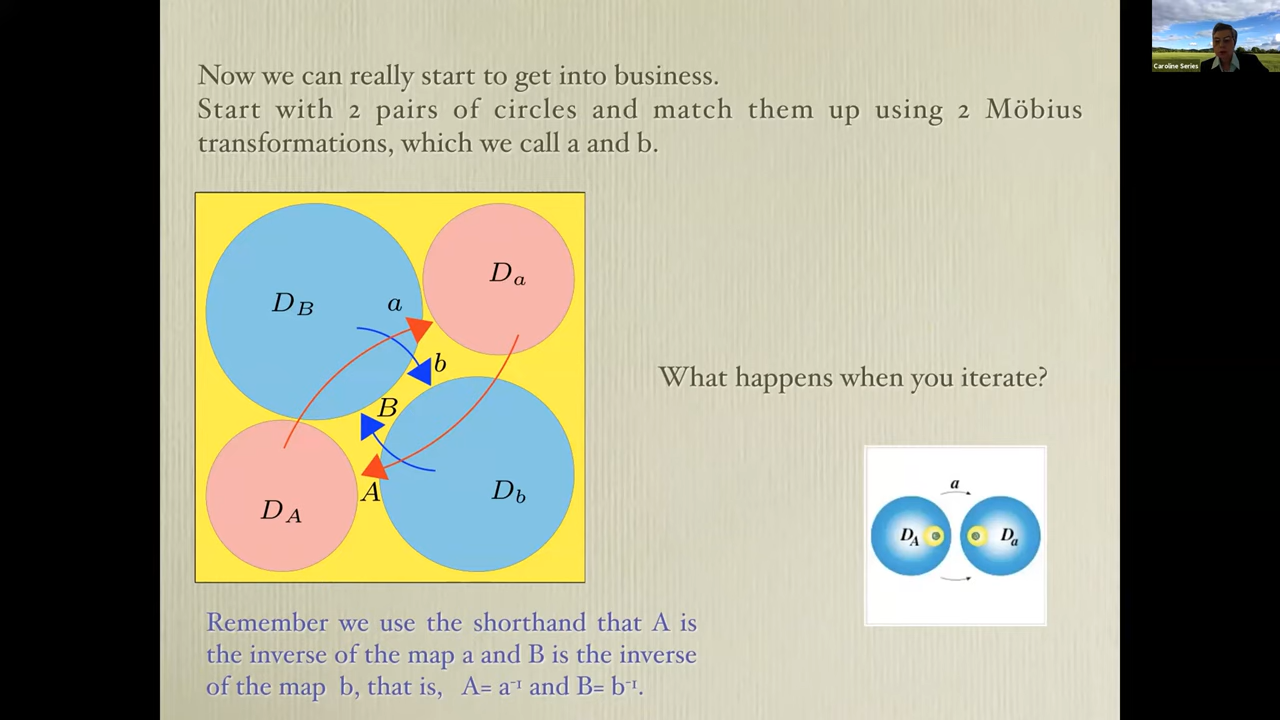 Caroline Series
Now we can really start to get into business.
Start with 2 pairs of circles and match them up using 2 Möbius
transformations, which we call a and b.
D_B
a
D_a
b
B
A
D_A
D_b
What happens when you iterate?
a
D_A
D_a
Remember we use the shorthand that A is
the inverse of the map a and B is the inverse
of the map b, that is, A= a⁻¹ and B= b⁻¹.